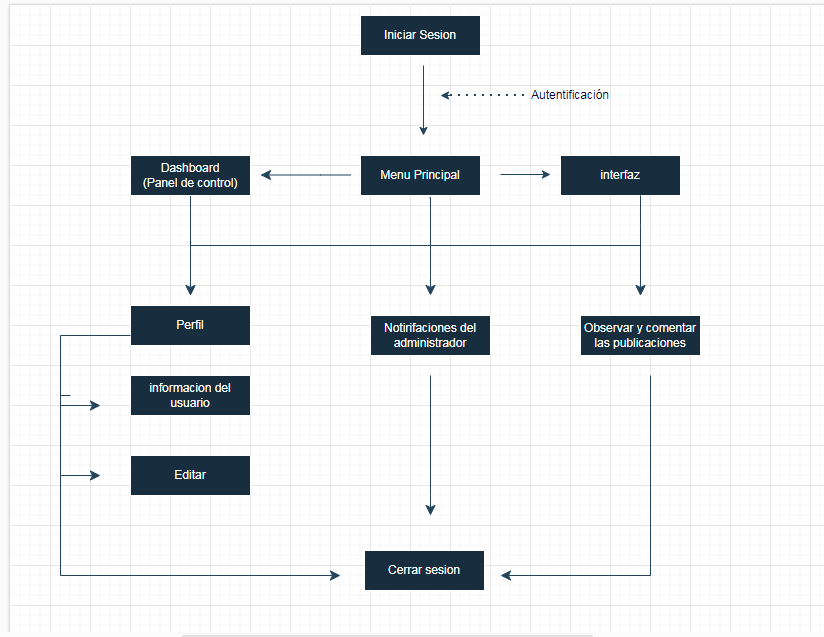 Iniciar Sesion
Autentificación
Dashboard
(Panel de control)
Menu Principal
interfaz
Perfil
Notirifaciones del
administrador
Observar y comentar
las publicaciones
informacion del
usuario
Editar
Cerrar sesion